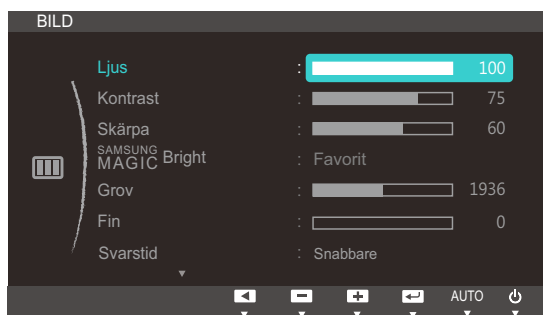 BILD
Ljus : 100
Kontrast : 75
Skärpa : 60
SAMSUNG MAGIC Bright : Favorit
Grov : 1936
Fin : 0
Svarstid : Snabbare
AUTO